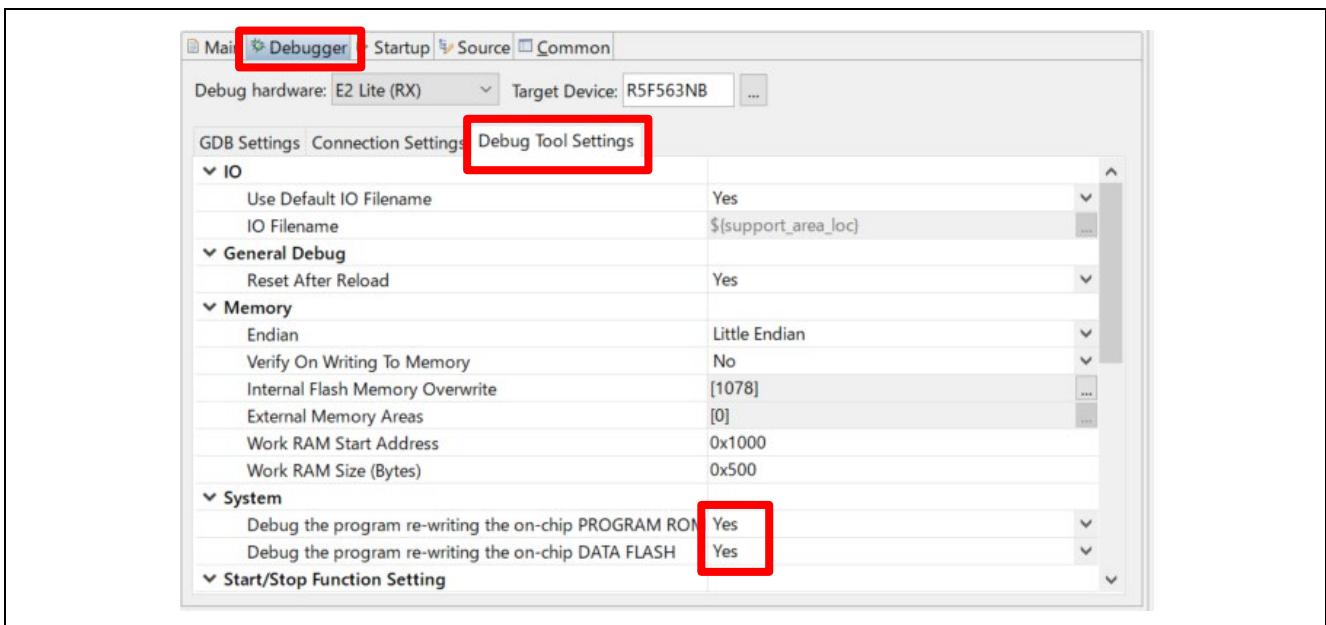 Main Debugger Startup Source Common
Debug hardware: E2 Lite (RX) Target Device: R5F563NB ...
GDB Settings Connection Settings Debug Tool Settings
IO
Use Default IO Filename Yes
IO Filename ${support_area_loc} ...
General Debug
Reset After Reload Yes
Memory
Endian Little Endian
Verify On Writing To Memory No
Internal Flash Memory Overwrite [1078] ...
External Memory Areas [0] ...
Work RAM Start Address 0x1000
Work RAM Size (Bytes) 0x500
System
Debug the program re-writing the on-chip PROGRAM ROM Yes
Debug the program re-writing the on-chip DATA FLASH Yes
Start/Stop Function Setting